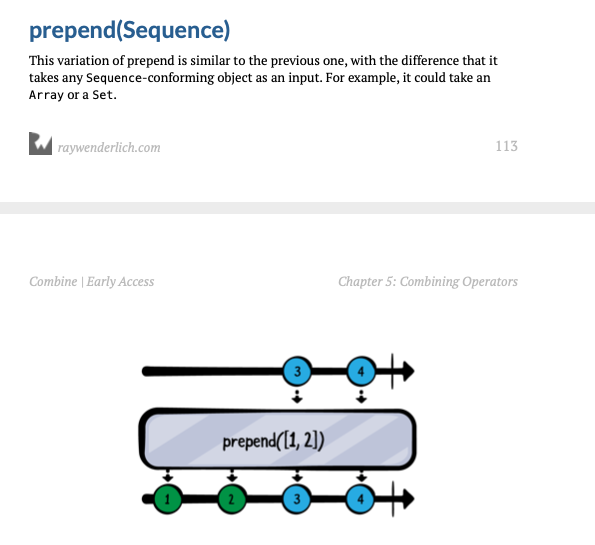 prepend(Sequence)
This variation of prepend is similar to the previous one, with the difference that it
takes any Sequence-conforming object as an input. For example, it could take an
Array or a Set.
raywenderlich.com 113
Combine | Early Access Chapter 5: Combining Operators
3 4
prepend([1, 2])
1 2 3 4